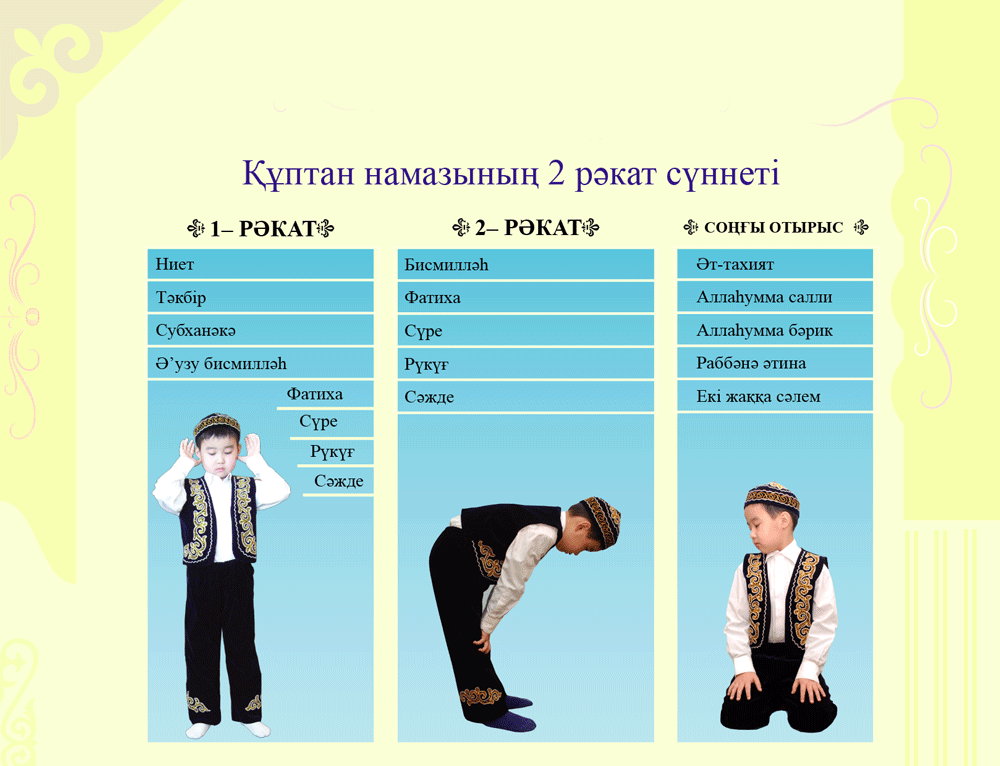 Құптан намазының 2 рәкат сүннеті
1– РӘКАТ
Ниет
Тәкбір
Субханәкә
Ә’узу бисмилләһ
Фатиха
Сүре
Рүкүғ
Сәжде
2– РӘКАТ
Бисмилләһ
Фатиха
Сүре
Рүкүғ
Сәжде
СОҢҒЫ ОТЫРЫС
Әт-тахият
Аллаһумма салли
Аллаһумма бәрик
Раббәнә әтина
Екі жаққа сәлем